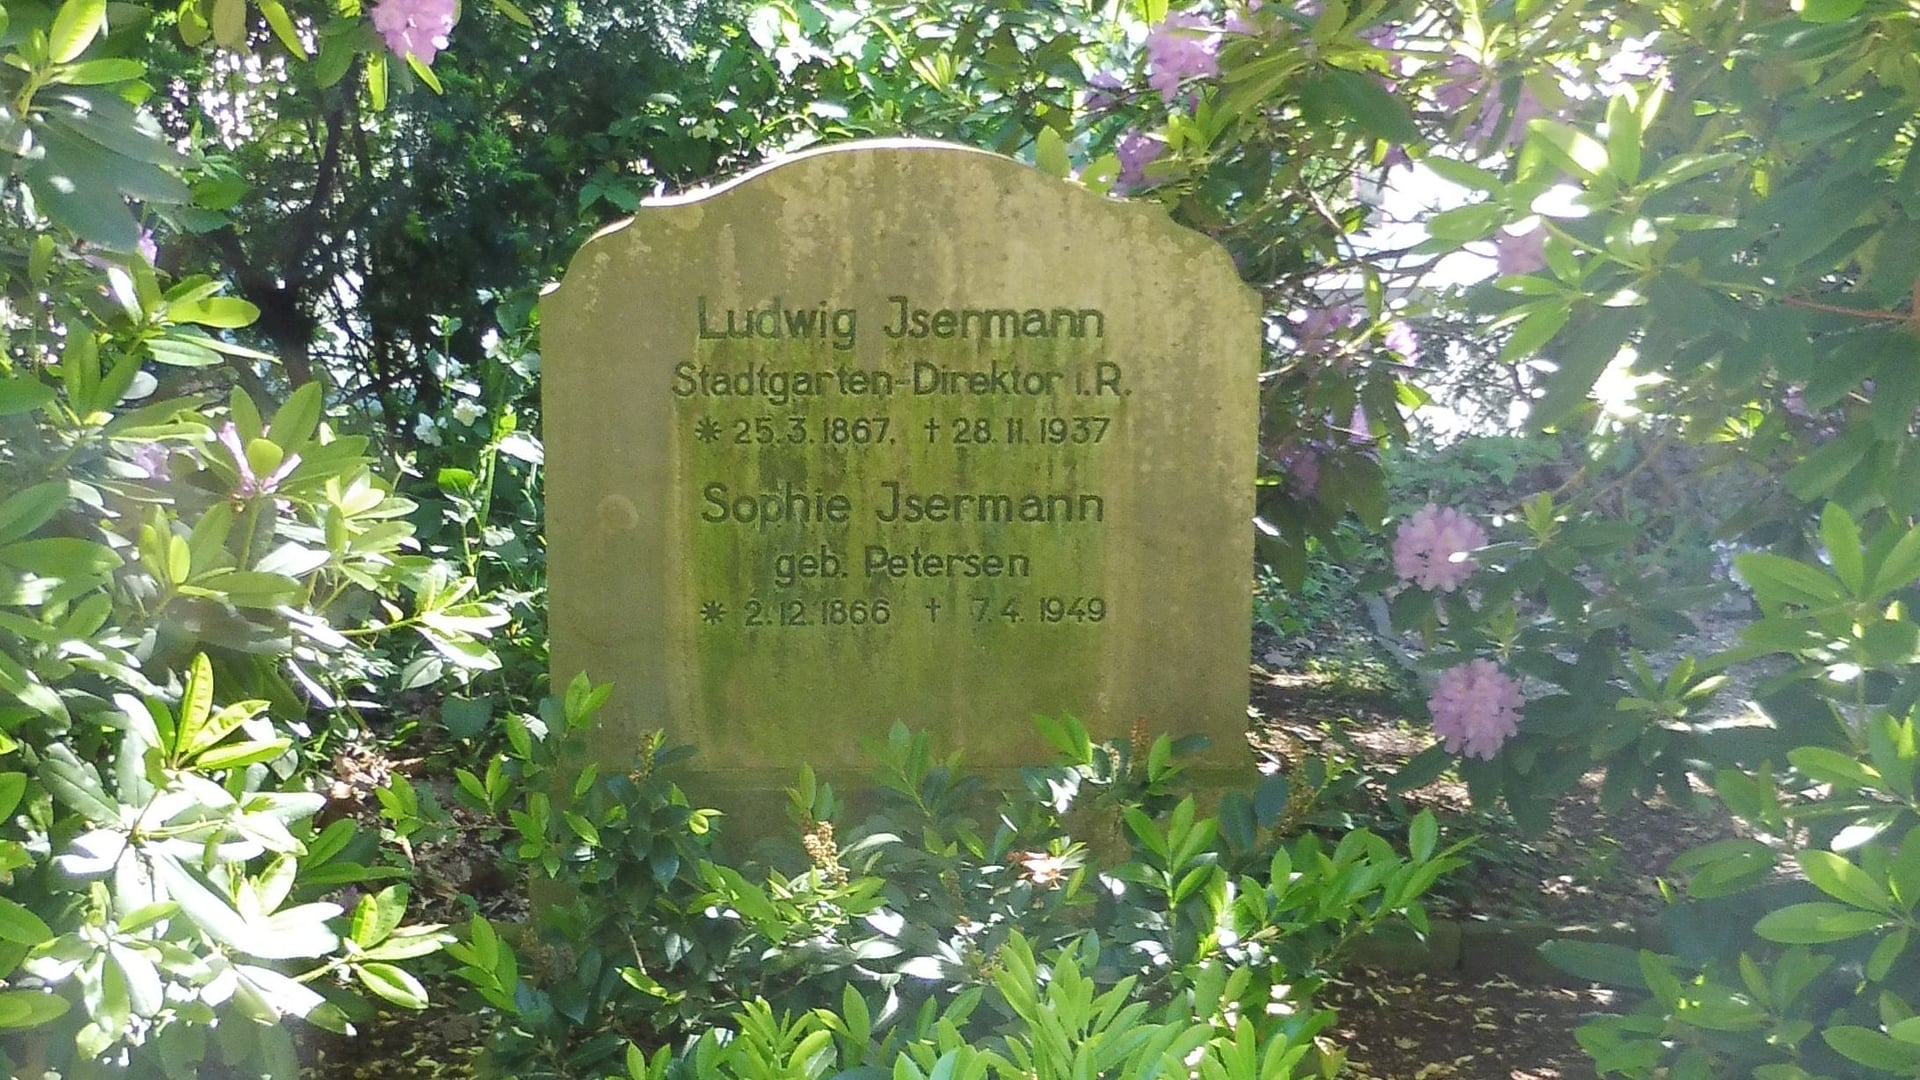 Ludwig Jsermann
Stadtgarten-Direktor i.R.
* 25.3.1867. † 28.11.1937
Sophie Jsermann
geb. Petersen
* 2.12.1866 † 7.4.1949